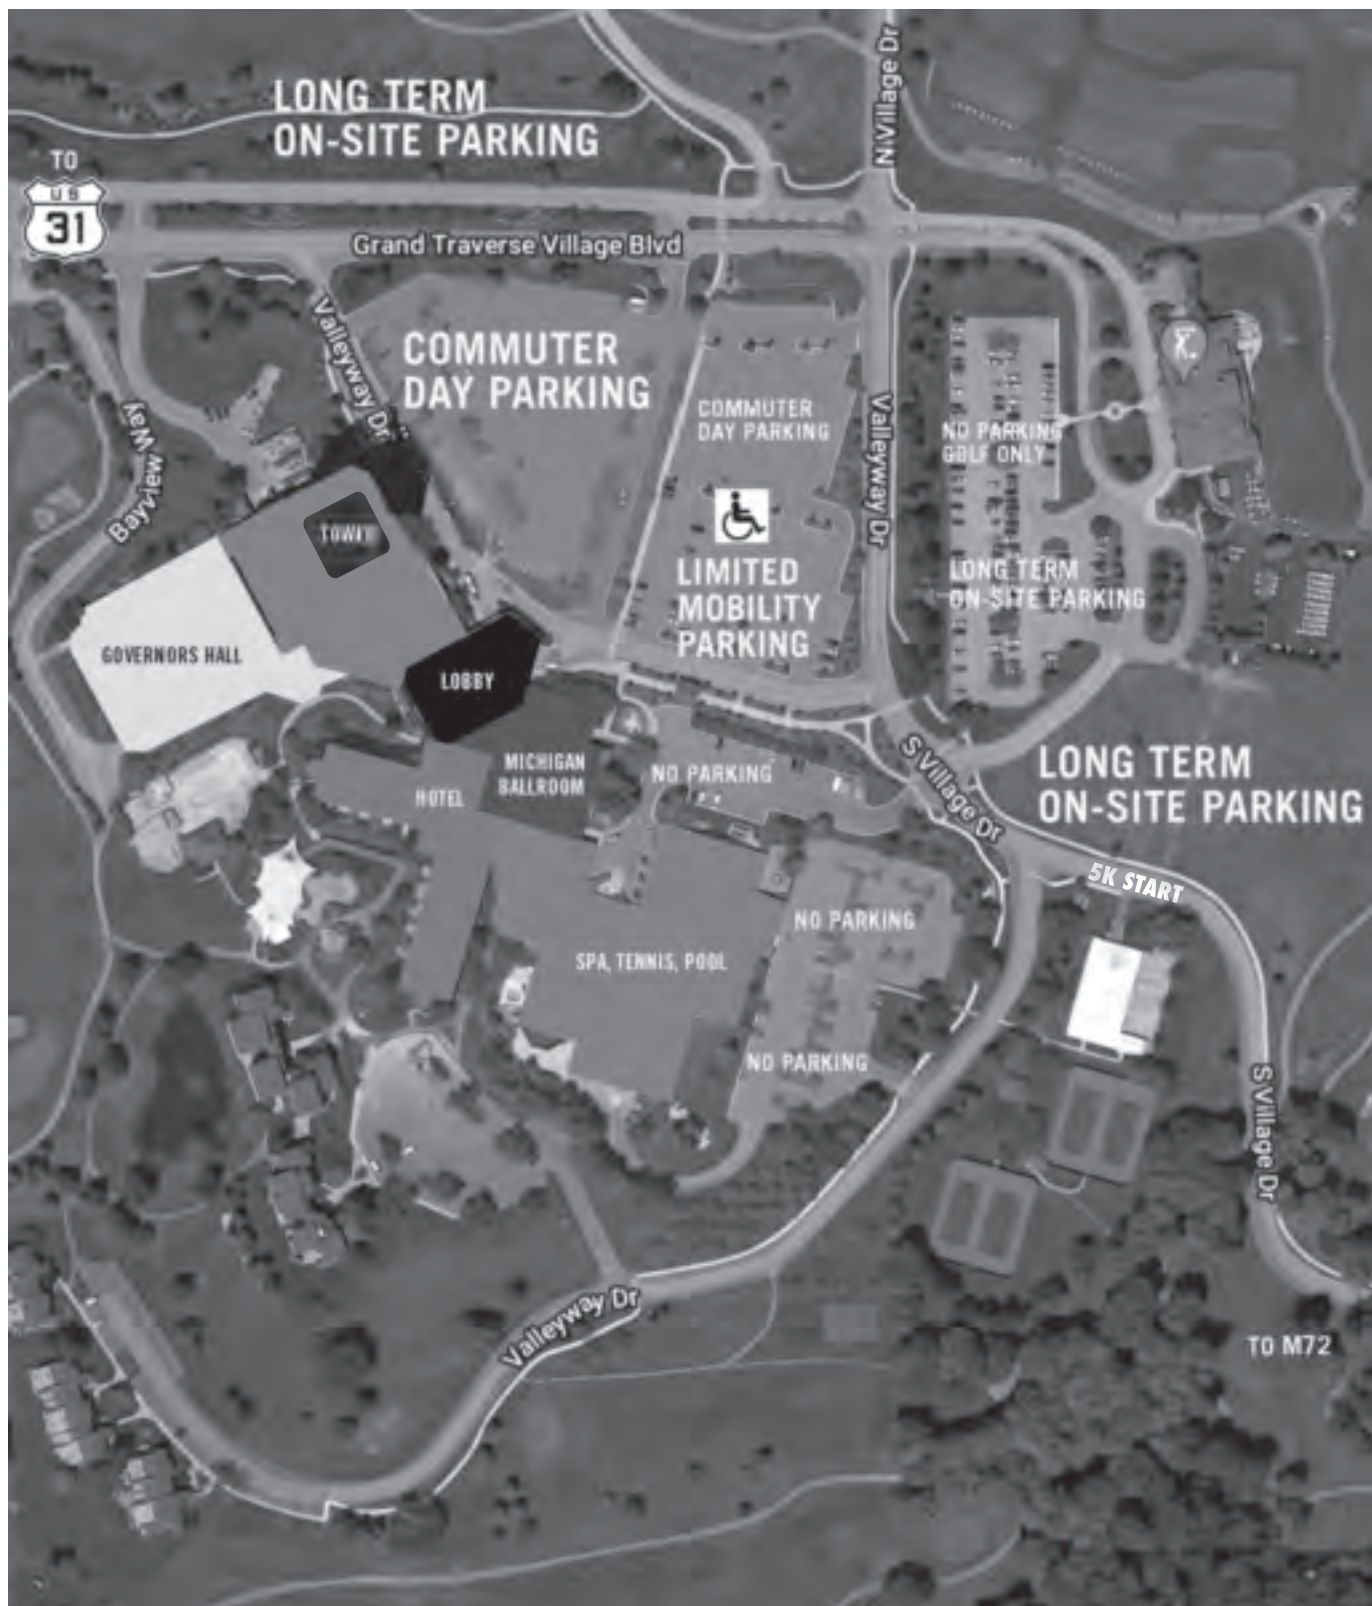 N Village Dr
LONG TERM
ON-SITE PARKING
TO
US
31
Grand Traverse Village Blvd
Valleyway Dr
COMMUTER
DAY PARKING
COMMUTER
DAY PARKING
Valleyway Dr
NO PARKING
GOLF ONLY
Bayview Way
TOWER
LIMITED
MOBILITY
PARKING
LONG TERM
ON-SITE PARKING
GOVERNORS HALL
LOBBY
MICHIGAN
BALLROOM
HOTEL
NO PARKING
S Village Dr
LONG TERM
ON-SITE PARKING
5K START
NO PARKING
SPA, TENNIS, POOL
NO PARKING
S Village Dr
Valleyway Dr
TO M72